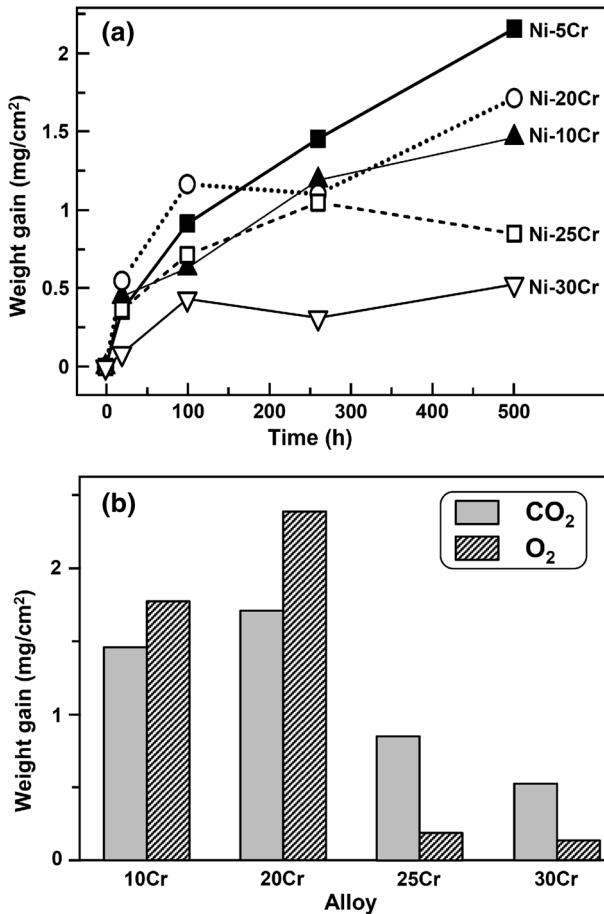 (a)
Weight gain (mg/cm²)
2
1.5
1
0.5
0
Ni-5Cr
Ni-20Cr
Ni-10Cr
Ni-25Cr
Ni-30Cr
0 100 200 300 400 500
Time (h)
(b)
CO₂
O₂
Weight gain (mg/cm²)
2
1
0
10Cr 20Cr 25Cr 30Cr
Alloy